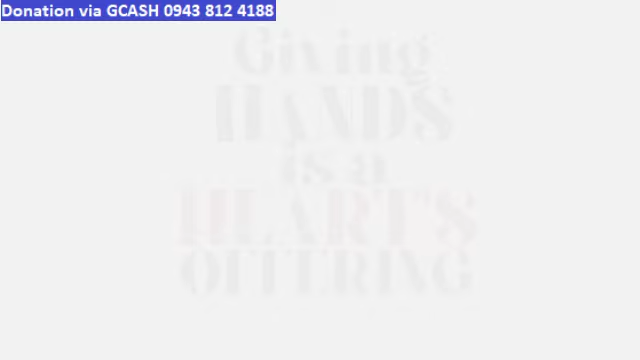 Donation via GCASH 0943 812 4188
Giving
HANDS
is a
HEART'S
OFFERING